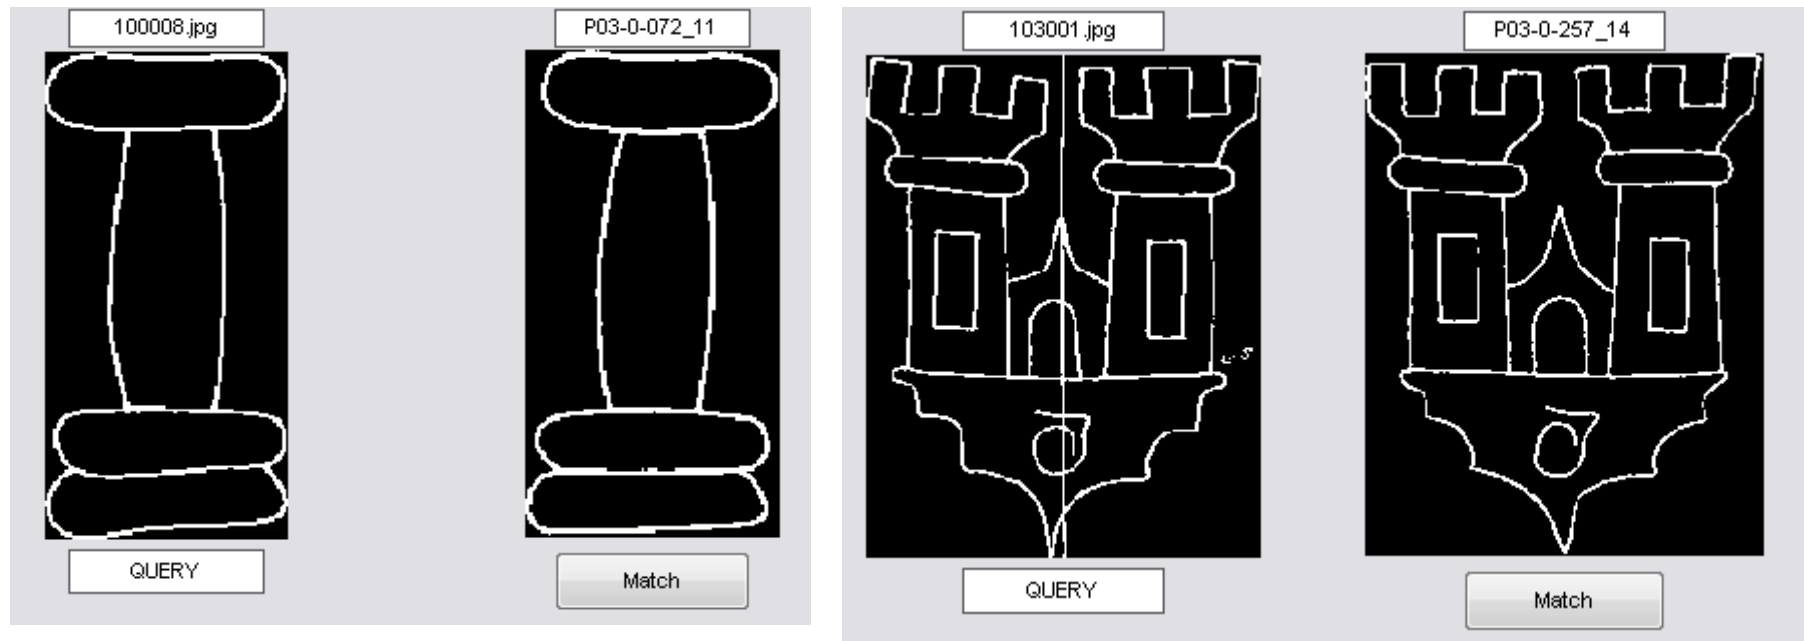 100008.jpg
P03-0-072_11
QUERY
Match
103001.jpg
P03-0-257_14
QUERY
Match